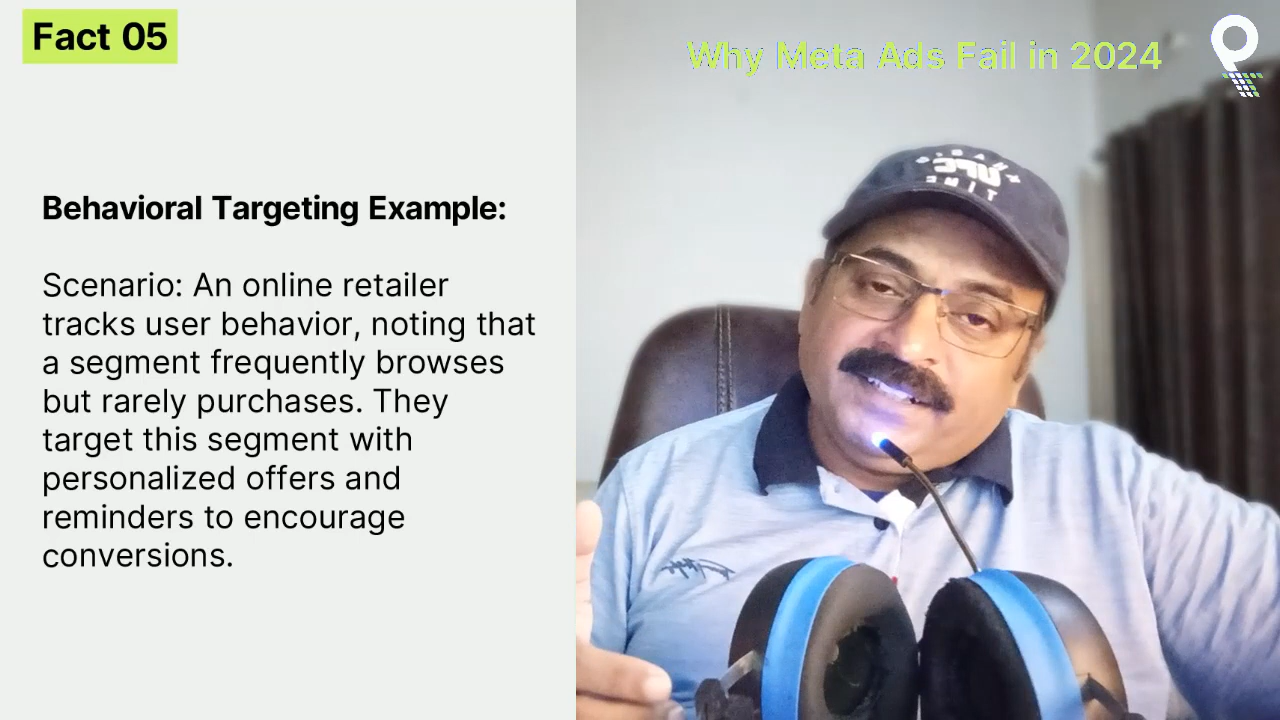 Fact 05
Why Meta Ads Fail in 2024
Behavioral Targeting Example:
Scenario: An online retailer
tracks user behavior, noting that
a segment frequently browses
but rarely purchases. They
target this segment with
personalized offers and
reminders to encourage
conversions.